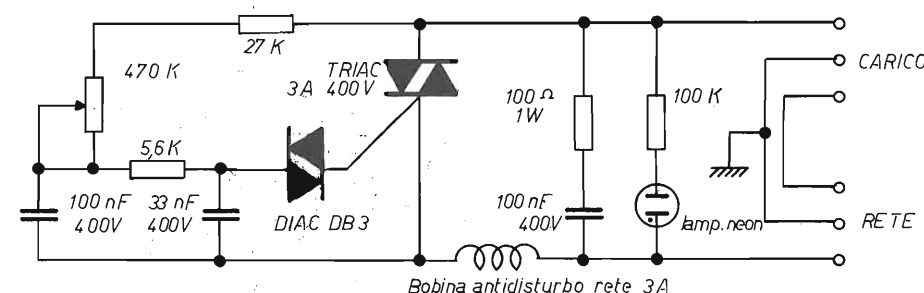 27 K
470 K
TRIAC
3A 400V
100 Ω
1W
100 K
CARICO
5,6 K
100 nF
400V
33 nF
400V
DIAC DB3
100 nF
400V
lamp. neon
RETE
Bobina antidisturbo rete 3A